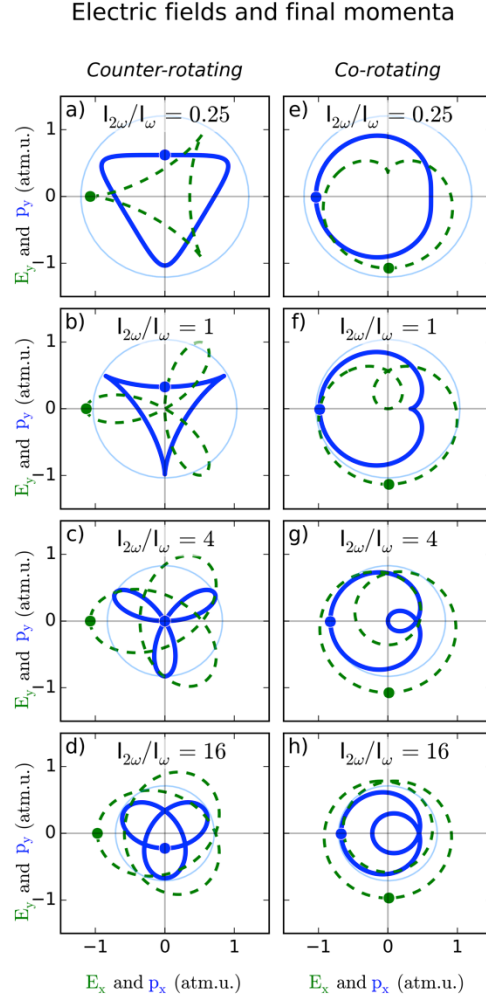 Electric fields and final momenta
Counter-rotating
Co-rotating
a) I2ω/Iω = 0.25
e) I2ω/Iω = 0.25
1
0
−1
Ey and py (atm.u.)
b) I2ω/Iω = 1
f) I2ω/Iω = 1
1
0
−1
Ey and py (atm.u.)
c) I2ω/Iω = 4
g) I2ω/Iω = 4
1
0
−1
Ey and py (atm.u.)
d) I2ω/Iω = 16
h) I2ω/Iω = 16
1
0
−1
Ey and py (atm.u.)
−1 0 1
−1 0 1
Ex and px (atm.u.)
Ex and px (atm.u.)